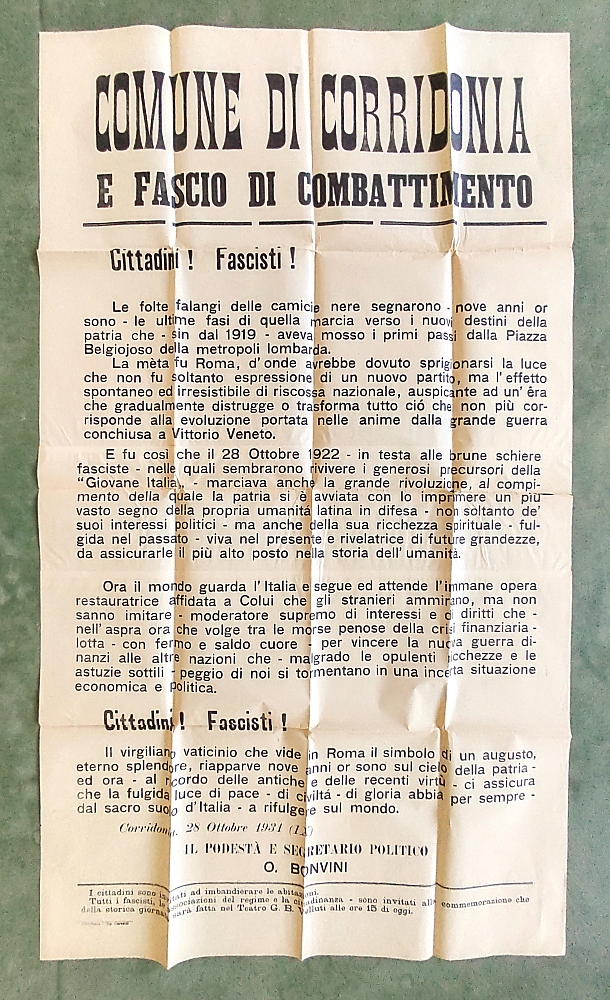 COMUNE DI CORRIDONIA
E FASCIO DI COMBATTIMENTO
Cittadini ! Fascisti !
Le folte falangi delle camicie nere segnarono - nove anni or
sono - le ultime fasi di quella marcia verso i nuovi destini della
patria che - sin dal 1919 - aveva mosso i primi passi dalla Piazza
Belgiojoso della metropoli lombarda.
La mèta fu Roma, d'onde avrebbe dovuto sprigionarsi la luce
che non fu soltanto espressione di un nuovo partito, ma l'effetto
spontaneo ed irresistibile di riscossa nazionale, auspicante ad un' êra
che gradualmente distrugge o trasforma tutto ció che non più cor-
risponde alla evoluzione portata nelle anime dalla grande guerra
conchiusa a Vittorio Veneto.
E fu così che il 28 Ottobre 1922 - in testa alle brune schiere
fasciste - nelle quali sembrarono rivivere i generosi precursori della
“Giovane Italia„ - marciava anche la grande rivoluzione, al compi-
mento della quale la patria si è avviata con lo imprimere un più
vasto segno della propria umanitá latina in difesa - non soltanto de'
suoi interessi politici - ma anche della sua ricchezza spirituale - ful-
gida nel passato - viva nel presente e rivelatrice di future grandezze,
da assicurarle il più alto posto nella storia dell' umanità.
Ora il mondo guarda l' Italia e segue ed attende l' immane opera
restauratrice affidata a Colui che gli stranieri ammirano, ma non
sanno imitare - moderatore supremo di interessi e di diritti che -
nell' aspra ora che volge tra le morse penose della crisi finanziaria -
lotta - con fermo e saldo cuore - per vincere la nuova guerra di-
nanzi alle altre nazioni che - malgrado le opulenti ricchezze e le
astuzie sottili - peggio di noi si tormentano in una incerta situazione
economica e politica.
Cittadini ! Fascisti !
Il virgiliano vaticinio che vide in Roma il simbolo di un augusto,
eterno splendore, riapparve nove anni or sono sul cielo della patria -
ed ora - al ricordo delle antiche e delle recenti virtù - ci assicura
che la fulgida luce di pace - di civiltá - di gloria abbia per sempre -
dal sacro suolo d'Italia - a rifulgere sul mondo.
Corridonia, 28 Ottobre 1931 (IX)
IL PODESTÀ E SEGRETARIO POLITICO
O. BONVINI
I cittadini sono invitati ad imbandierare le abitazioni.
Tutti i fascisti, le associazioni del regime e la cittadinanza - sono invitati alla commemorazione che
della storica giornata sarà fatta nel Teatro G. B. Velluti alle ore 15 di oggi.